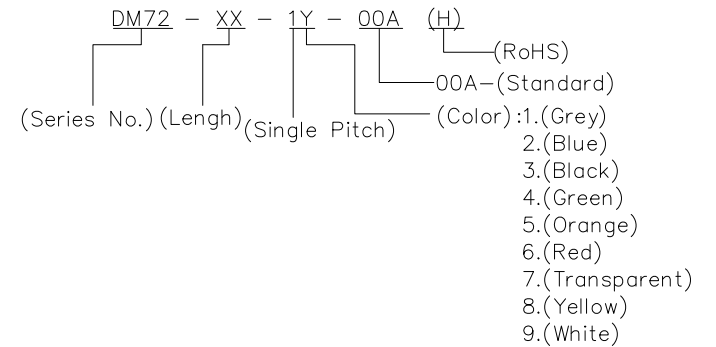 DM72 - XX - 1Y - 00A (H)
(RoHS)
00A-(Standard)
(Series No.) (Lengh) (Single Pitch) (Color):1.(Grey)
2.(Blue)
3.(Black)
4.(Green)
5.(Orange)
6.(Red)
7.(Transparent)
8.(Yellow)
9.(White)